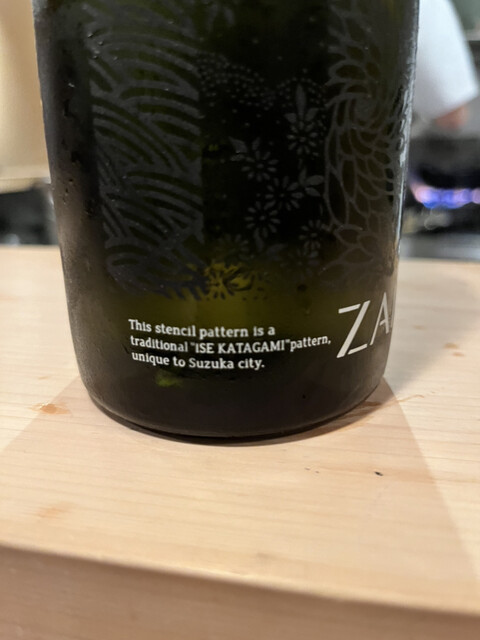 This stencil pattern is a
traditional "ISE KATAGAMI"pattern,
unique to Suzuka city.
ZA